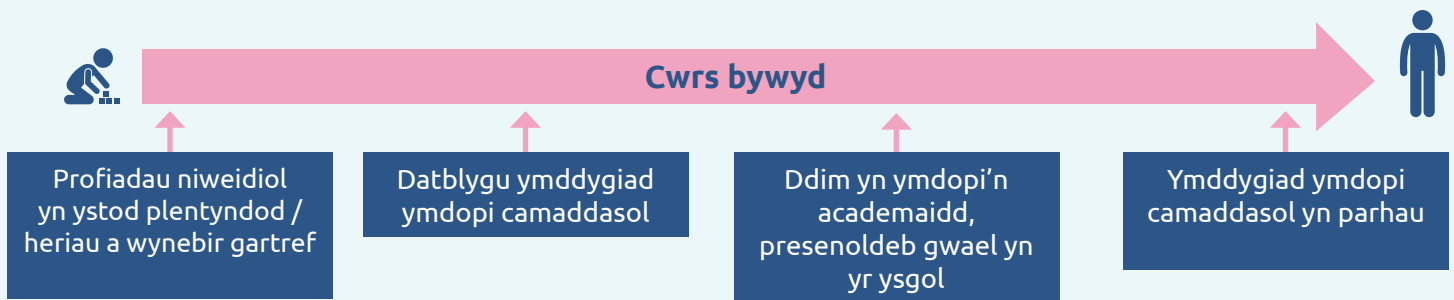 Cwrs bywyd
Profiadau niweidiol
yn ystod plentyndod /
heriau a wynebir gartref
Datblygu ymddygiad
ymdopi camaddasol
Ddim yn ymdopi'n
academaidd,
presenoldeb gwael yn
yr ysgol
Ymddygiad ymdopi
camaddasol yn parhau